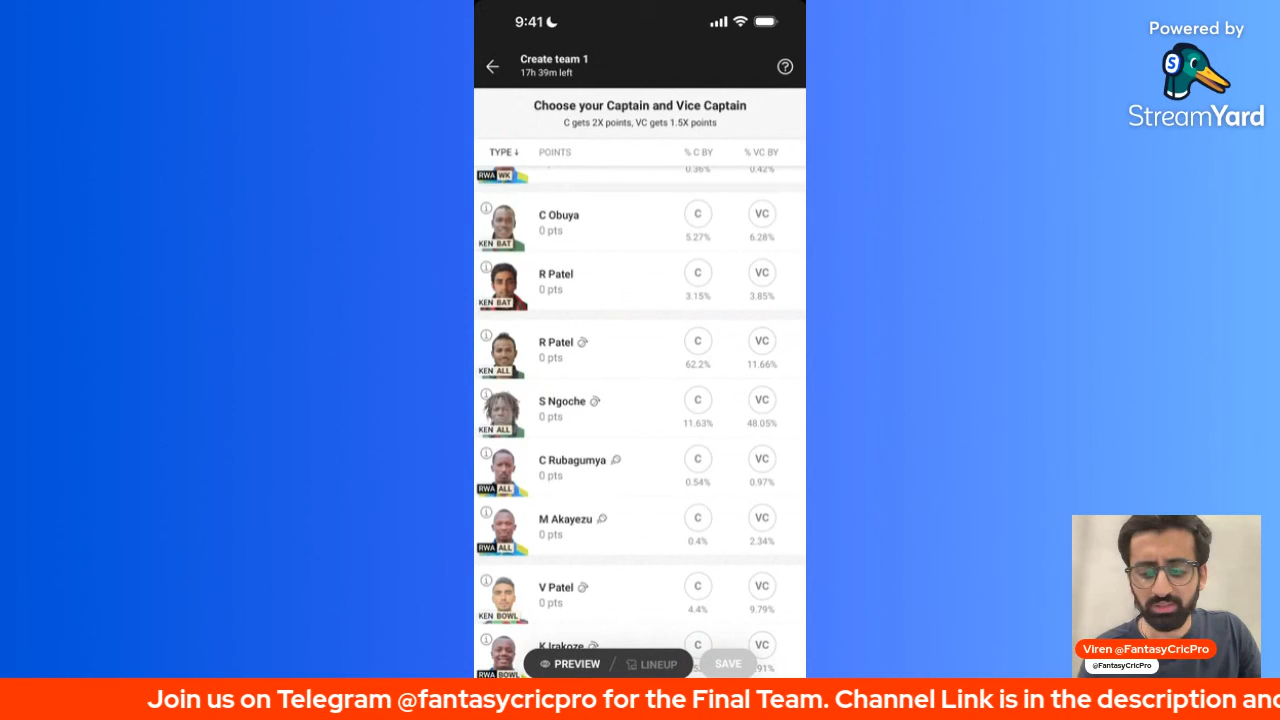 9:41
Powered by
S
StreamYard
Create team 1
17h 39m left
Choose your Captain and Vice Captain
C gets 2X points, VC gets 1.5X points
TYPE ↓ POINTS % C BY % VC BY
RWA WK 0.36% 0.42%
C Obuya C VC
0 pts
KEN BAT 5.27% 6.28%
R Patel C VC
0 pts
KEN BAT 3.15% 3.85%
R Patel C VC
0 pts
KEN ALL 62.2% 11.66%
S Ngoche C VC
0 pts
KEN ALL 11.63% 48.05%
C Rubagumya C VC
0 pts
RWA ALL 0.54% 0.97%
M Akayezu C VC
0 pts
RWA ALL 0.4% 2.34%
V Patel C VC
0 pts
KEN BOWL 4.4% 9.79%
K Irakoze C VC
RWA BOWL
PREVIEW / LINEUP SAVE
Viren @FantasyCricPro
@FantasyCricPro
Join us on Telegram @fantasycricpro for the Final Team. Channel Link is in the description and